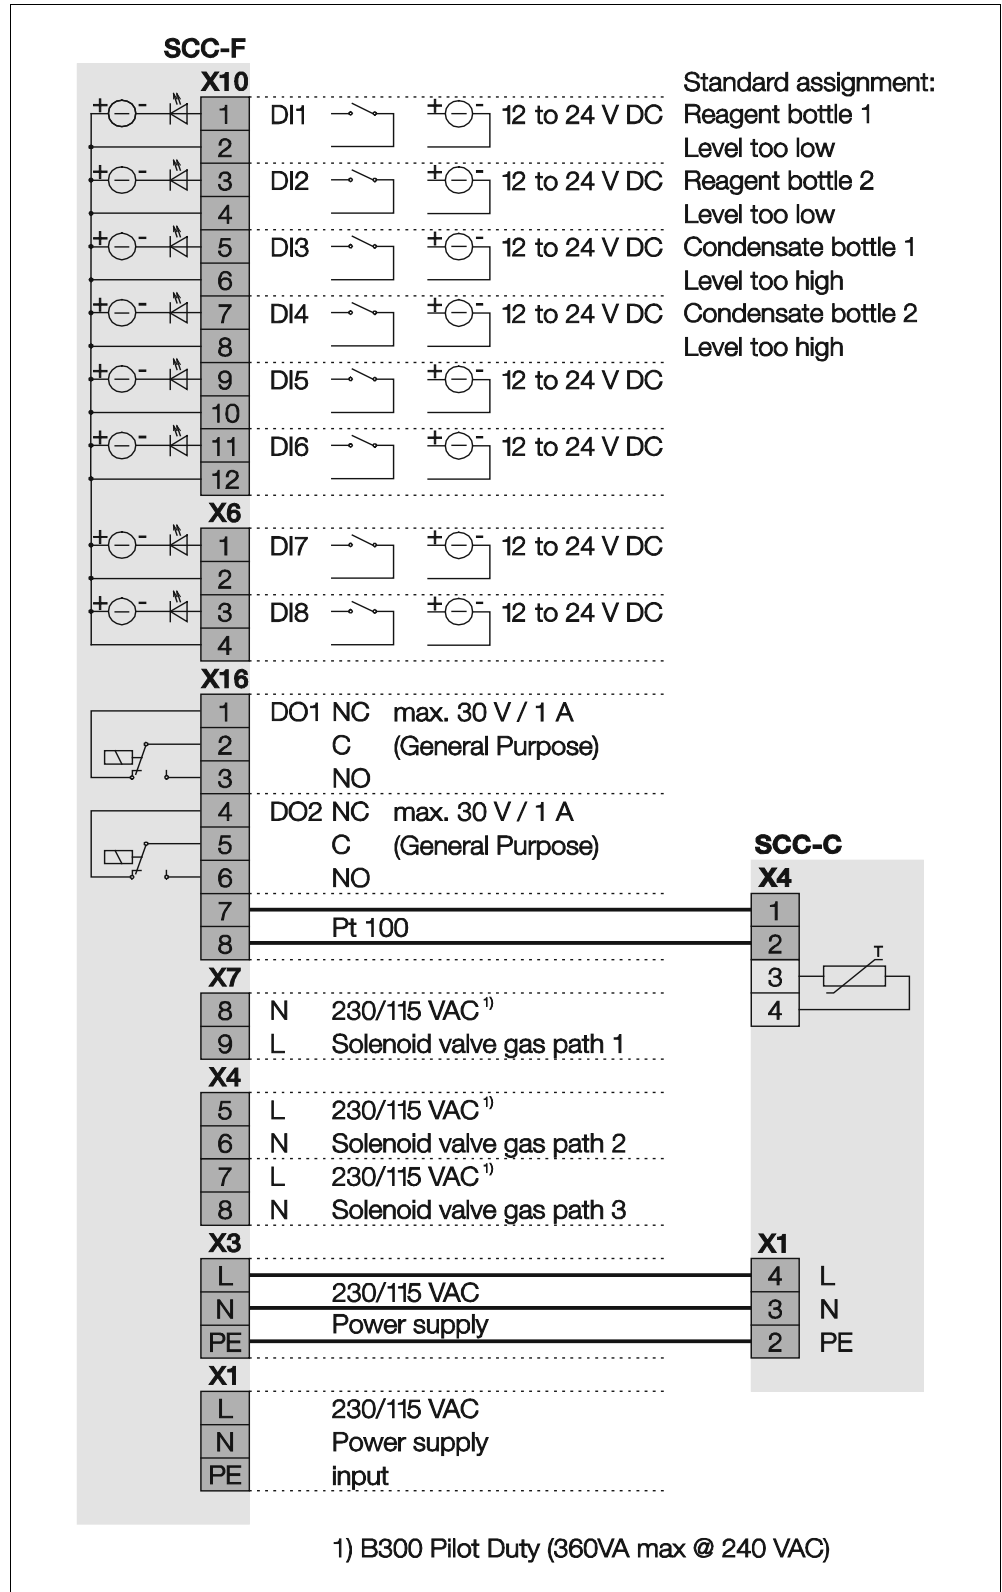 SCC-F
X10
Standard assignment:
+ - 1 DI1 + - 12 to 24 V DC Reagent bottle 1
2 Level too low
+ - 3 DI2 + - 12 to 24 V DC Reagent bottle 2
4 Level too low
+ - 5 DI3 + - 12 to 24 V DC Condensate bottle 1
6 Level too high
+ - 7 DI4 + - 12 to 24 V DC Condensate bottle 2
8 Level too high
+ - 9 DI5 + - 12 to 24 V DC
10
+ - 11 DI6 + - 12 to 24 V DC
12
X6
+ - 1 DI7 + - 12 to 24 V DC
2
+ - 3 DI8 + - 12 to 24 V DC
4
X16
1 DO1 NC max. 30 V / 1 A
2 C (General Purpose)
3 NO
4 DO2 NC max. 30 V / 1 A
5 C (General Purpose)
SCC-C
6 NO
X4
7 1
Pt 100
8 2
X7
3 T
8 N 230/115 VAC 1)
4
9 L Solenoid valve gas path 1
X4
5 L 230/115 VAC 1)
6 N Solenoid valve gas path 2
7 L 230/115 VAC 1)
8 N Solenoid valve gas path 3
X3
X1
L 4 L
230/115 VAC
N 3 N
Power supply
PE 2 PE
X1
L 230/115 VAC
N Power supply
PE input
1) B300 Pilot Duty (360VA max @ 240 VAC)